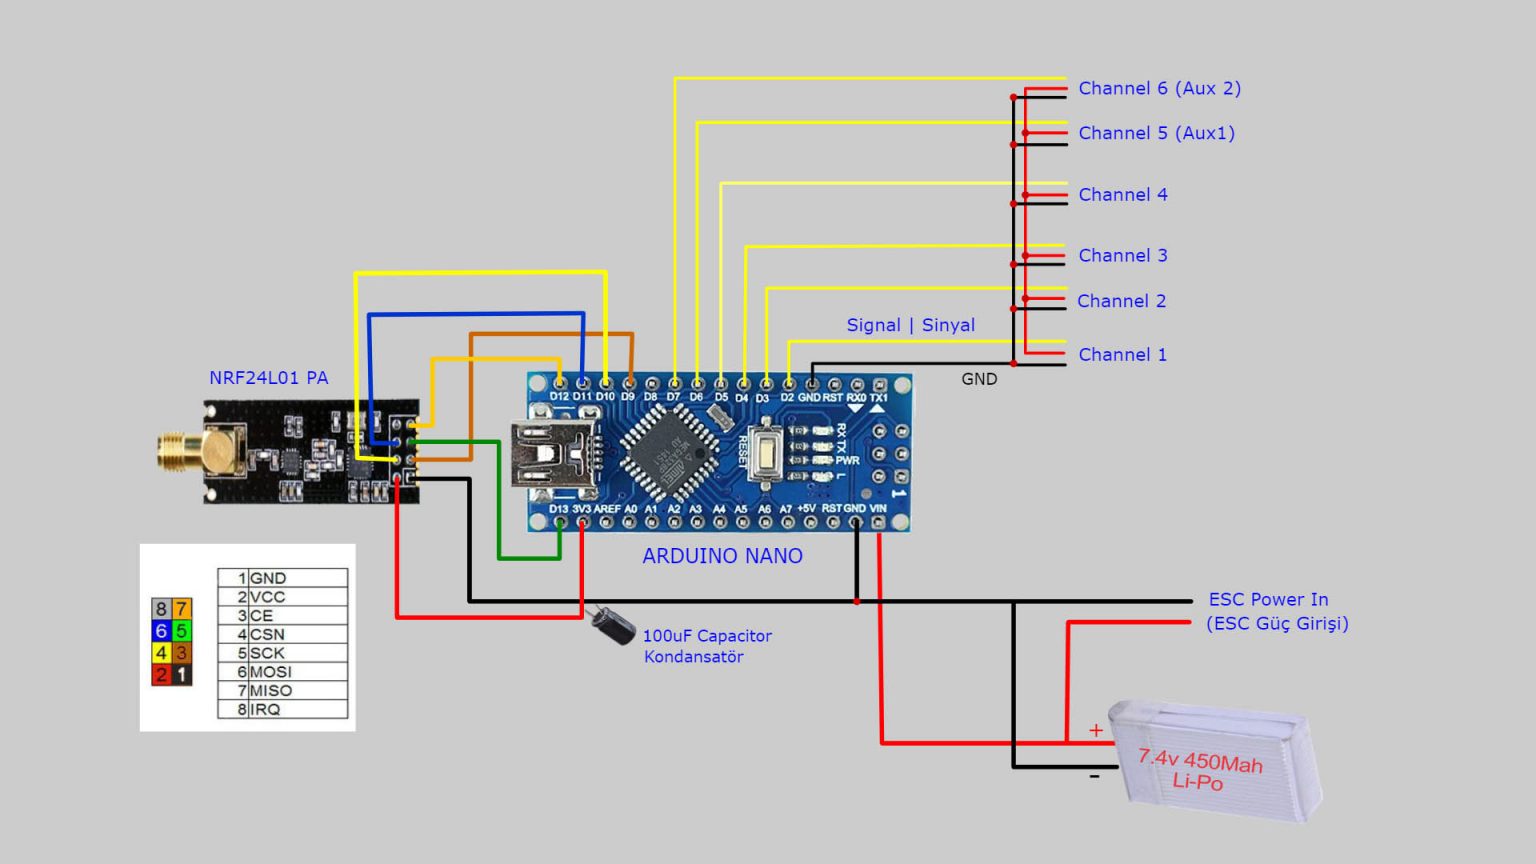 Channel 6 (Aux 2)
Channel 5 (Aux1)
Channel 4
Channel 3
Channel 2
Signal | Sinyal
Channel 1
GND
NRF24L01 PA
D12 D11 D10 D9 D8 D7 D6 D5 D4 D3 D2 GND RST RX0 TX1
RESET
RX
TX
PWR
L
1
D13 3V3 AREF A0 A1 A2 A3 A4 A5 A6 A7 +5V RST GND VIN
ARDUINO NANO
8 7
6 5
4 3
2 1
1 GND
2 VCC
3 CE
4 CSN
5 SCK
6 MOSI
7 MISO
8 IRQ
100uF Capacitor
Kondansatör
ESC Power In
(ESC Güç Girişi)
+
-
7.4v 450Mah
Li-Po